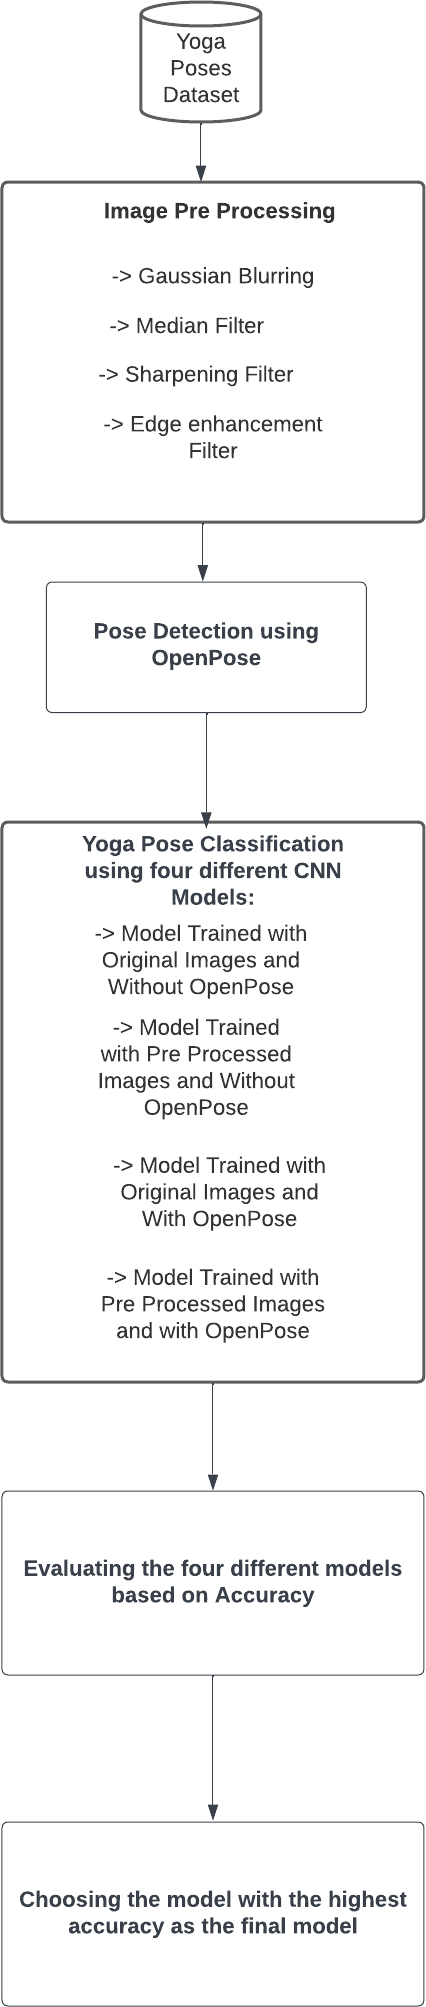 Yoga
Poses
Dataset
Image Pre Processing
-> Gaussian Blurring
-> Median Filter
-> Sharpening Filter
-> Edge enhancement
Filter
Pose Detection using
OpenPose
Yoga Pose Classification
using four different CNN
Models:
-> Model Trained with
Original Images and
Without OpenPose
-> Model Trained
with Pre Processed
Images and Without
OpenPose
-> Model Trained with
Original Images and
With OpenPose
-> Model Trained with
Pre Processed Images
and with OpenPose
Evaluating the four different models
based on Accuracy
Choosing the model with the highest
accuracy as the final model